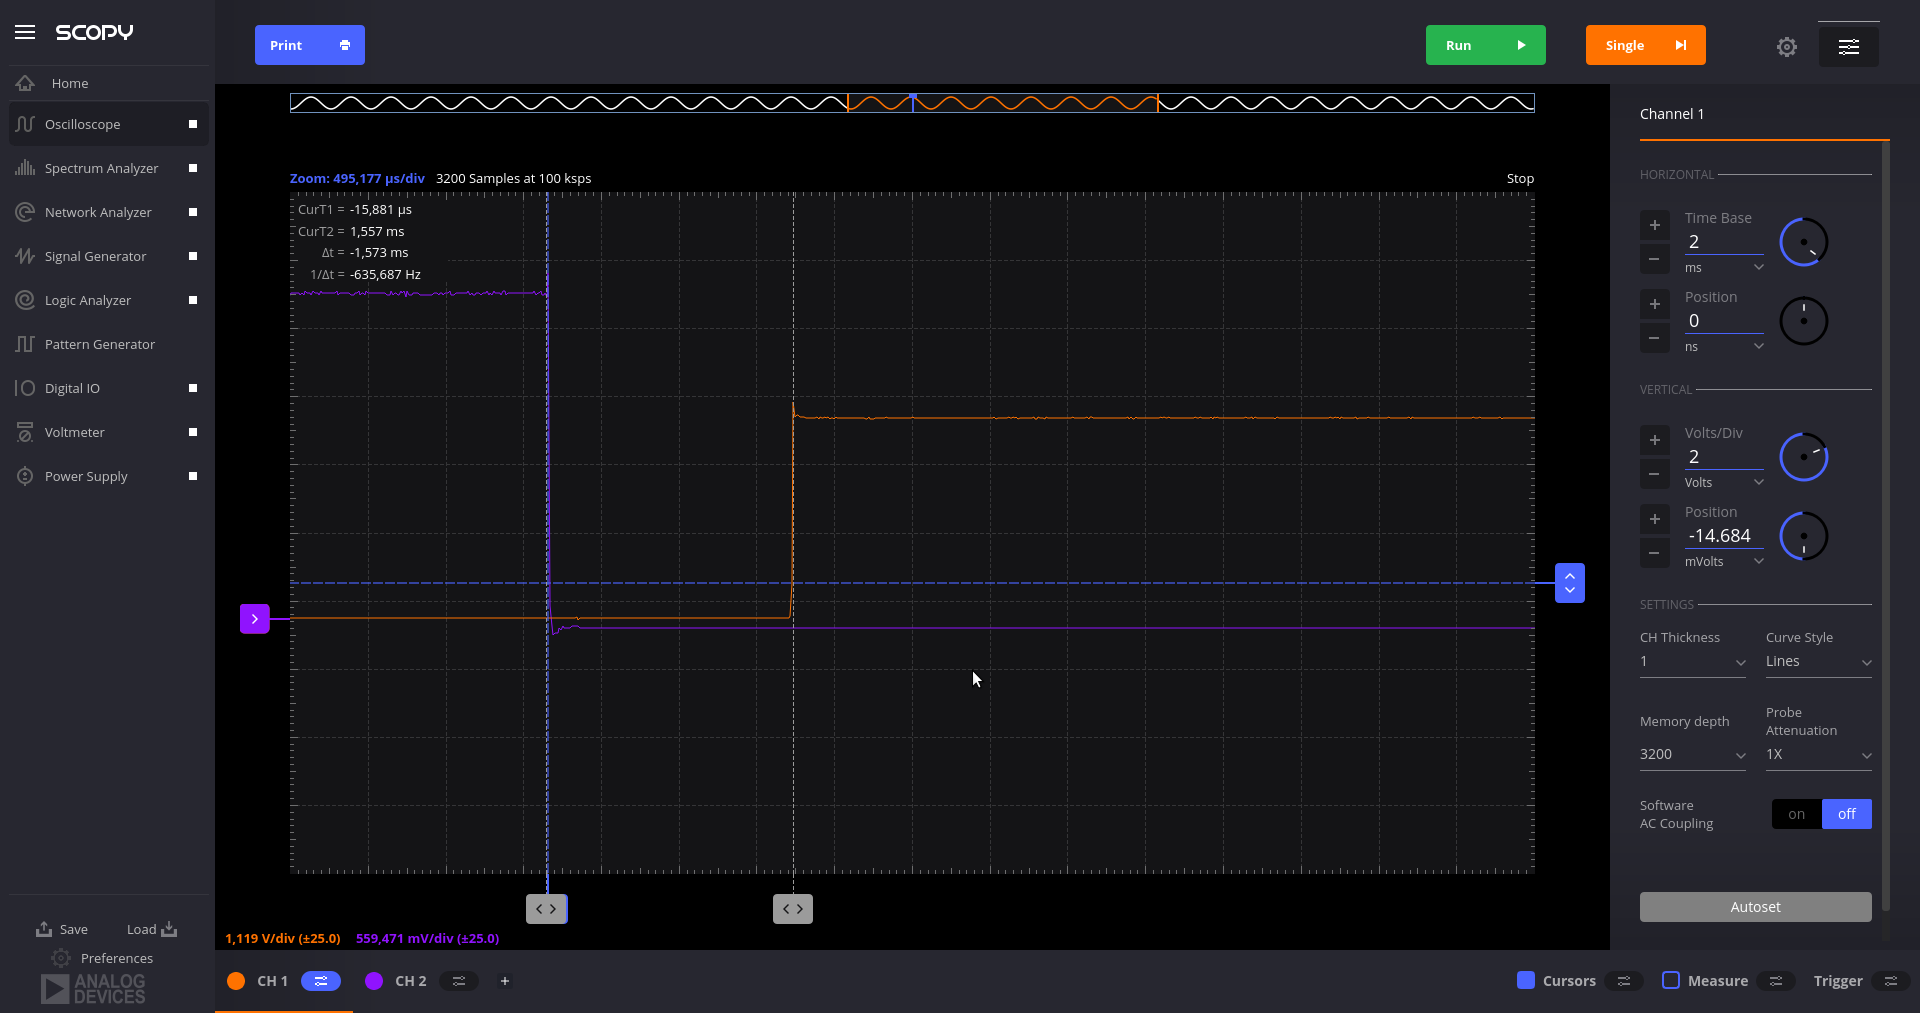 SCOPY
Print
Run
Single
Home
Oscilloscope
Spectrum Analyzer
Network Analyzer
Signal Generator
Logic Analyzer
Pattern Generator
Digital IO
Voltmeter
Power Supply
Save
Load
Preferences
ANALOG
DEVICES
Zoom: 495,177 µs/div 3200 Samples at 100 ksps
Stop
CurT1 = -15,881 µs
CurT2 = 1,557 ms
Δt = -1,573 ms
1/Δt = -635,687 Hz
1,119 V/div (±25.0) 559,471 mV/div (±25.0)
CH 1
CH 2
+
Cursors
Measure
Trigger
Channel 1
HORIZONTAL
Time Base
2
ms
Position
0
ns
VERTICAL
Volts/Div
2
Volts
Position
-14.684
mVolts
SETTINGS
CH Thickness
1
Curve Style
Lines
Memory depth
3200
Probe
Attenuation
1X
Software
AC Coupling
on off
Autoset